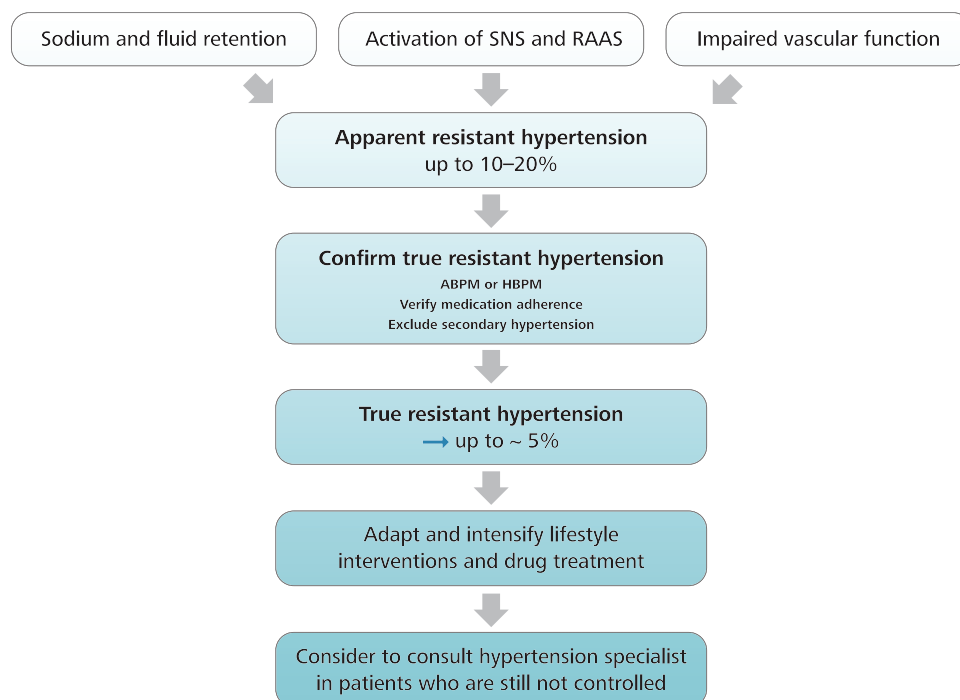 Sodium and fluid retention
Activation of SNS and RAAS
Impaired vascular function
Apparent resistant hypertension
up to 10–20%
Confirm true resistant hypertension
ABPM or HBPM
Verify medication adherence
Exclude secondary hypertension
True resistant hypertension
→ up to ~ 5%
Adapt and intensify lifestyle
interventions and drug treatment
Consider to consult hypertension specialist
in patients who are still not controlled